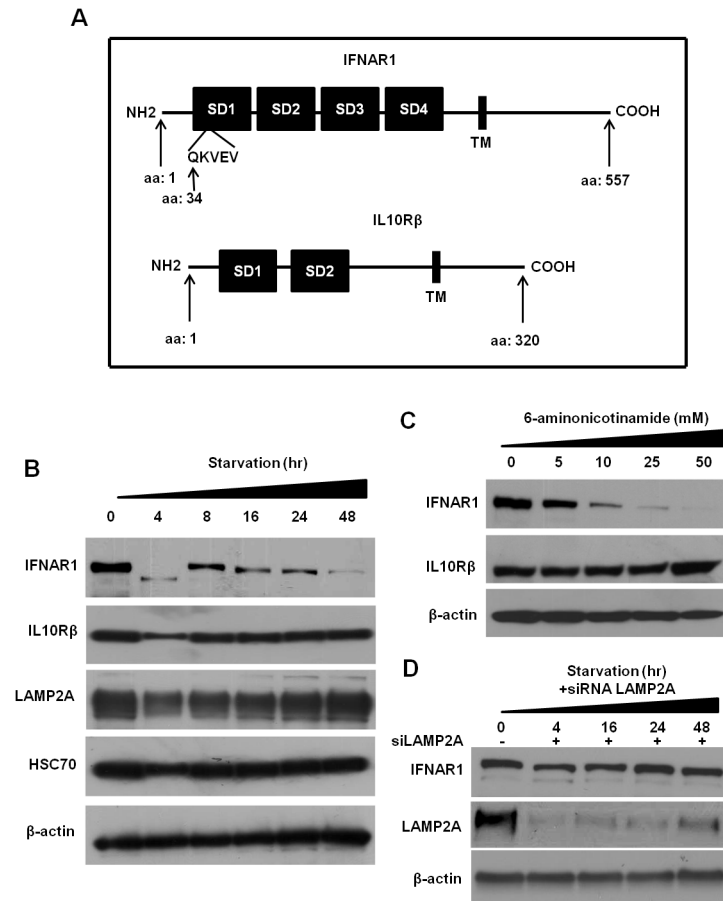 A
IFNAR1
NH2 SD1 SD2 SD3 SD4 COOH
TM
QKVEV
aa: 1
aa: 34
aa: 557
IL10Rβ
NH2 SD1 SD2 COOH
TM
aa: 1
aa: 320
B
Starvation (hr)
0 4 8 16 24 48
IFNAR1
IL10Rβ
LAMP2A
HSC70
β-actin
C
6-aminonicotinamide (mM)
0 5 10 25 50
IFNAR1
IL10Rβ
β-actin
D
Starvation (hr)
+siRNA LAMP2A
0 4 16 24 48
siLAMP2A - + + + +
IFNAR1
LAMP2A
β-actin